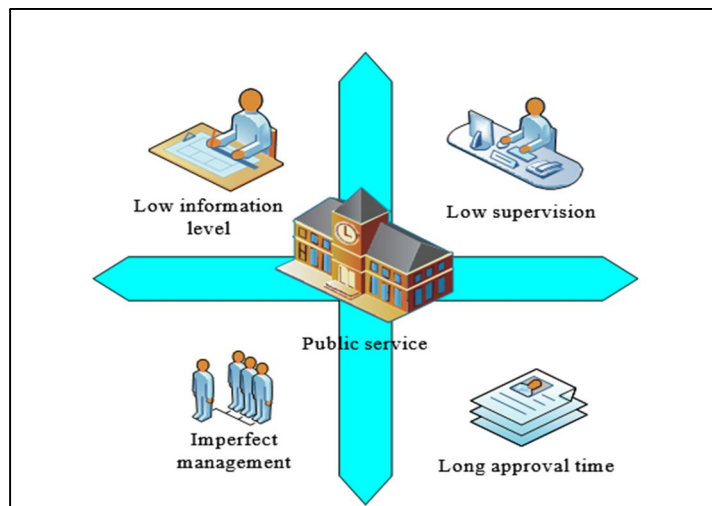 Low information
level
Low supervision
Public service
Imperfect
management
Long approval time